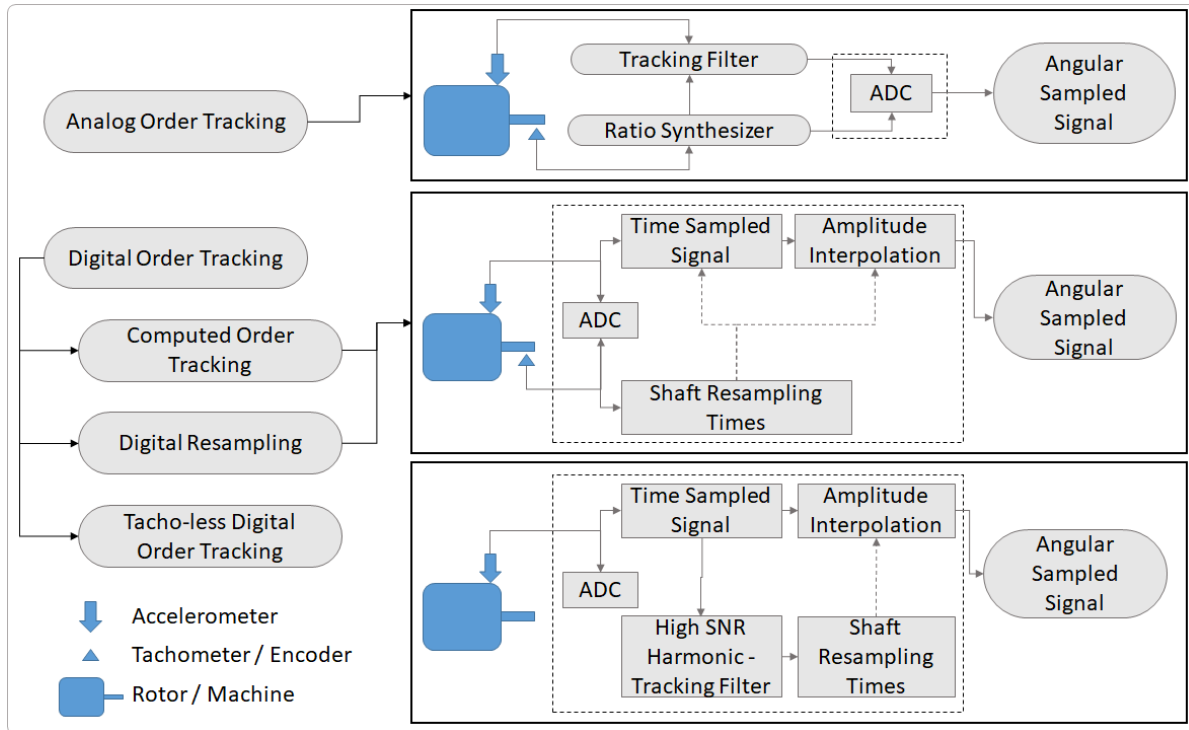 Analog Order Tracking
Tracking Filter
Ratio Synthesizer
ADC
Angular
Sampled
Signal
Digital Order Tracking
Computed Order
Tracking
Digital Resampling
Tacho-less Digital
Order Tracking
Time Sampled
Signal
Amplitude
Interpolation
ADC
Shaft Resampling
Times
Angular
Sampled
Signal
Time Sampled
Signal
Amplitude
Interpolation
ADC
High SNR
Harmonic -
Tracking Filter
Shaft
Resampling
Times
Angular
Sampled
Signal
Accelerometer
Tachometer / Encoder
Rotor / Machine